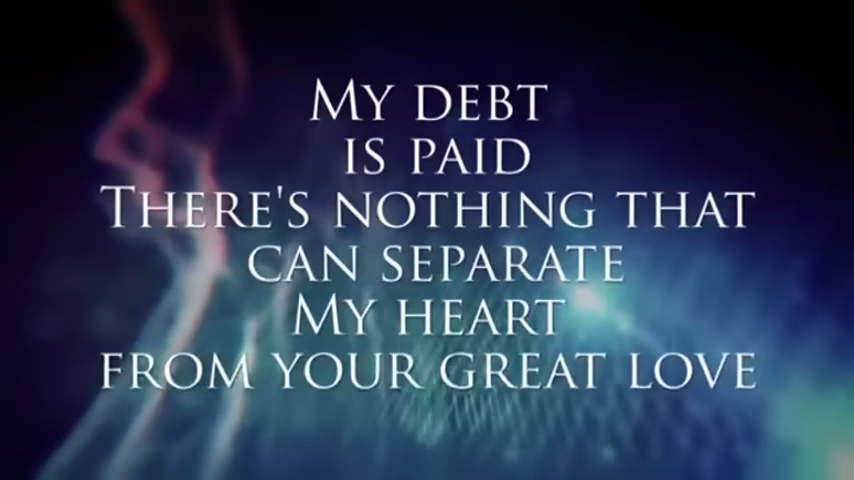 My debt
is paid
There's nothing that
can separate
My heart
from your great love